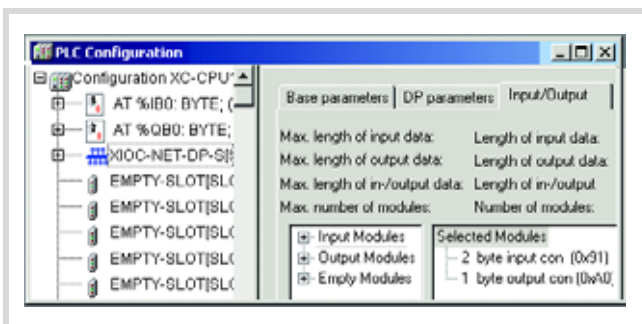 PLC Configuration
Configuration XC-CPU
AT %IB0: BYTE; (
AT %QB0: BYTE;
XIOC-NET-DP-S[
EMPTY-SLOT[SL
EMPTY-SLOT[SL
EMPTY-SLOT[SL
EMPTY-SLOT[SL
EMPTY-SLOT[SL
Base parameters
DP parameters
Input/Output
Max. length of input data: Length of input data:
Max. length of output data: Length of output data:
Max. length of in-/output data: Length of in-/output
Max. number of modules: Number of modules:
Input Modules
Output Modules
Empty Modules
Selected Modules
2 byte input con (0x91)
1 byte output con (0xA0